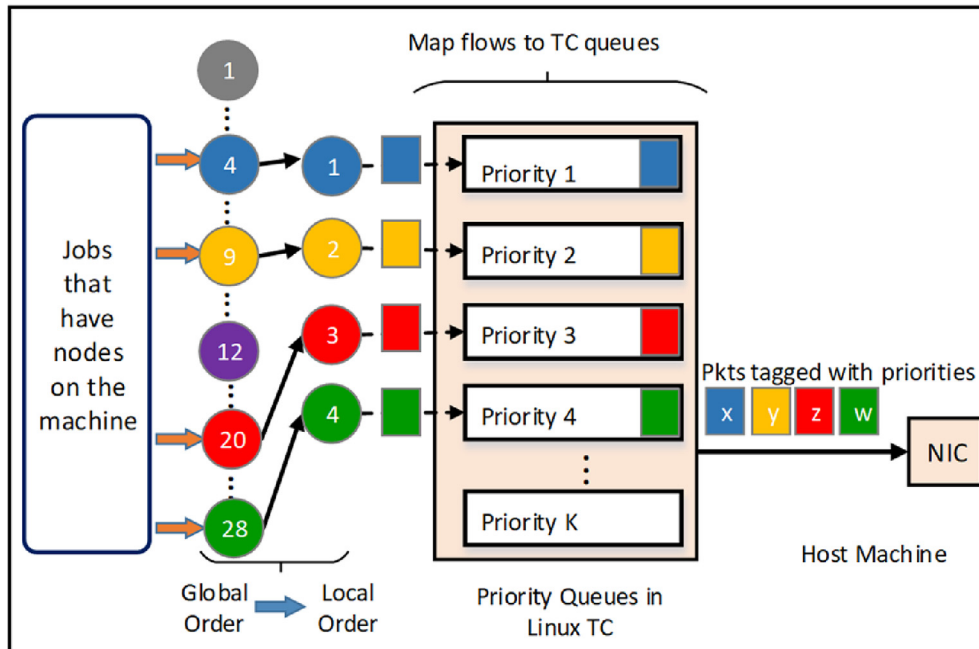 Map flows to TC queues
1
4
1
Priority 1
9
2
Priority 2
Jobs
that
have
nodes
on the
machine
12
3
Priority 3
20
4
Priority 4
Pkts tagged with priorities
x y z w
NIC
28
Priority K
Host Machine
Global
Order
Local
Order
Priority Queues in
Linux TC